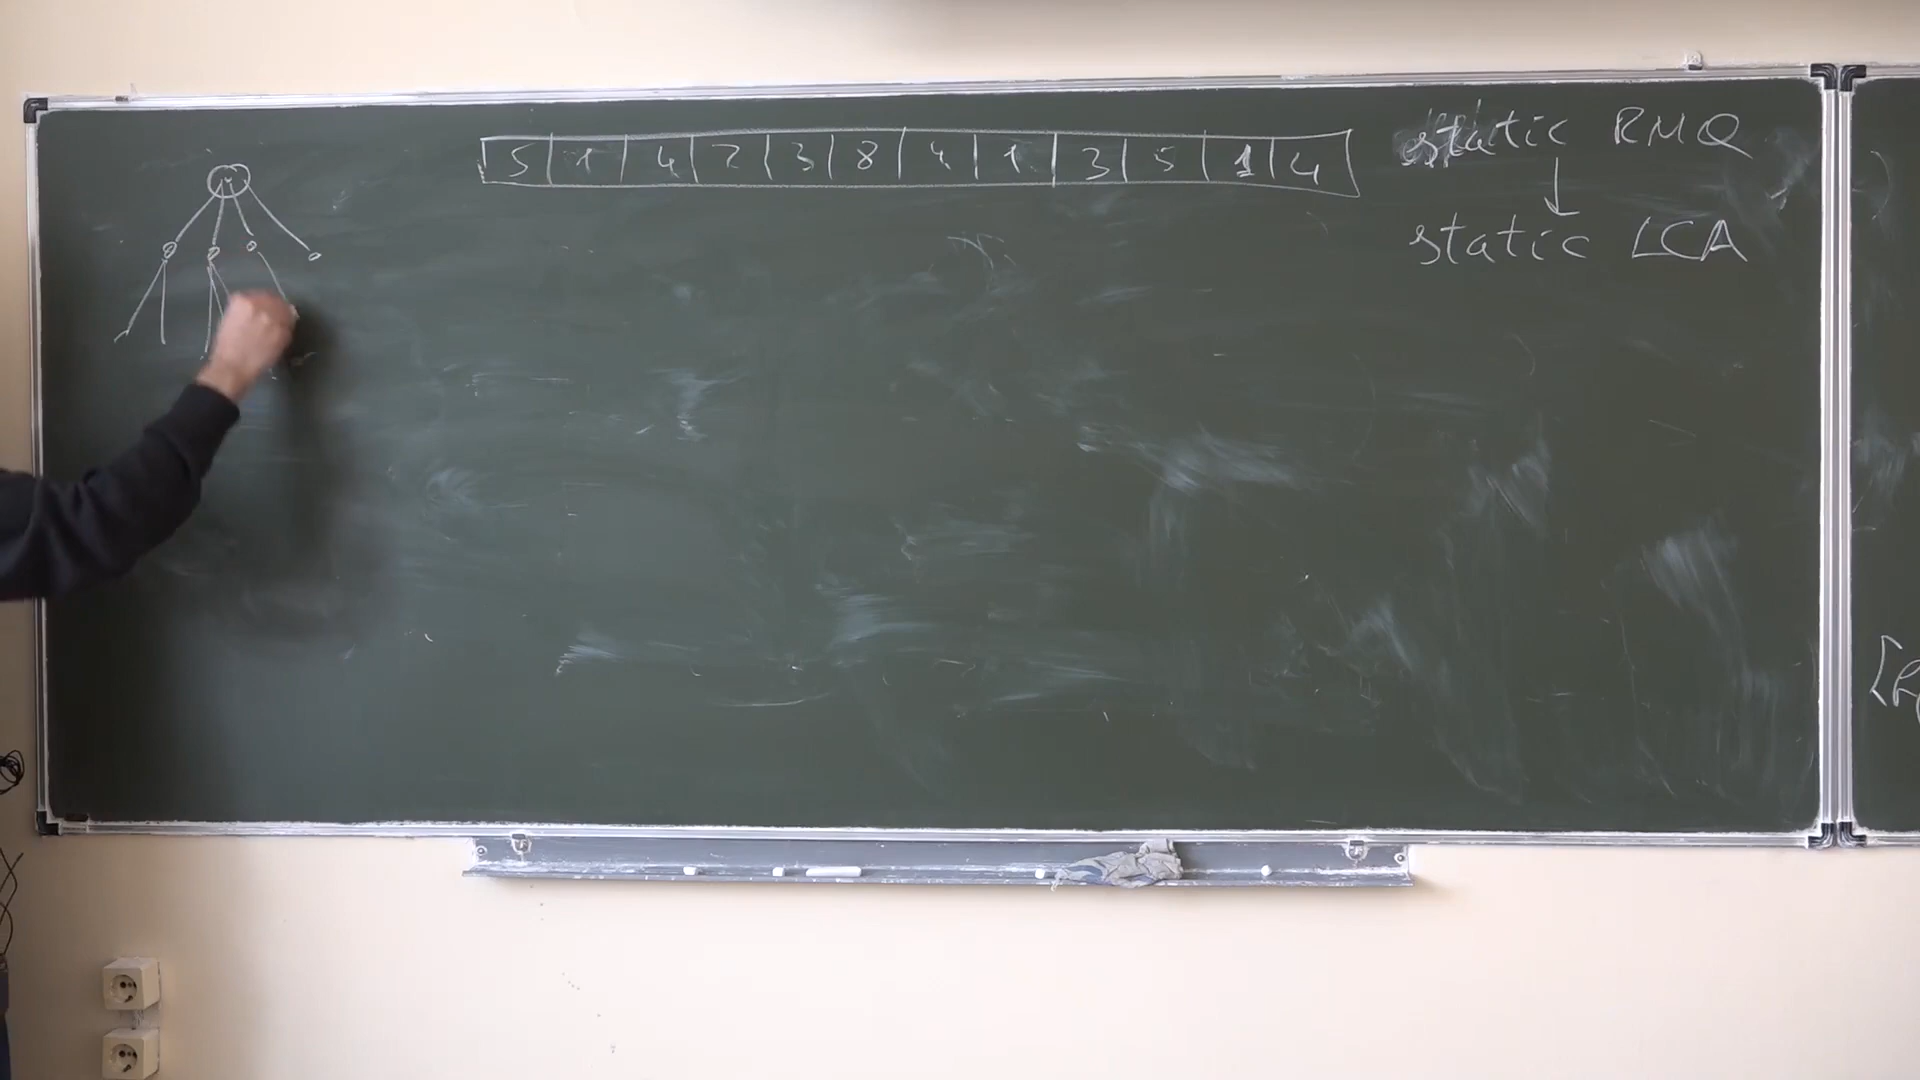 5 1 4 2 3 8 4 1 3 5 1 4
static RMQ
↓
static LCA